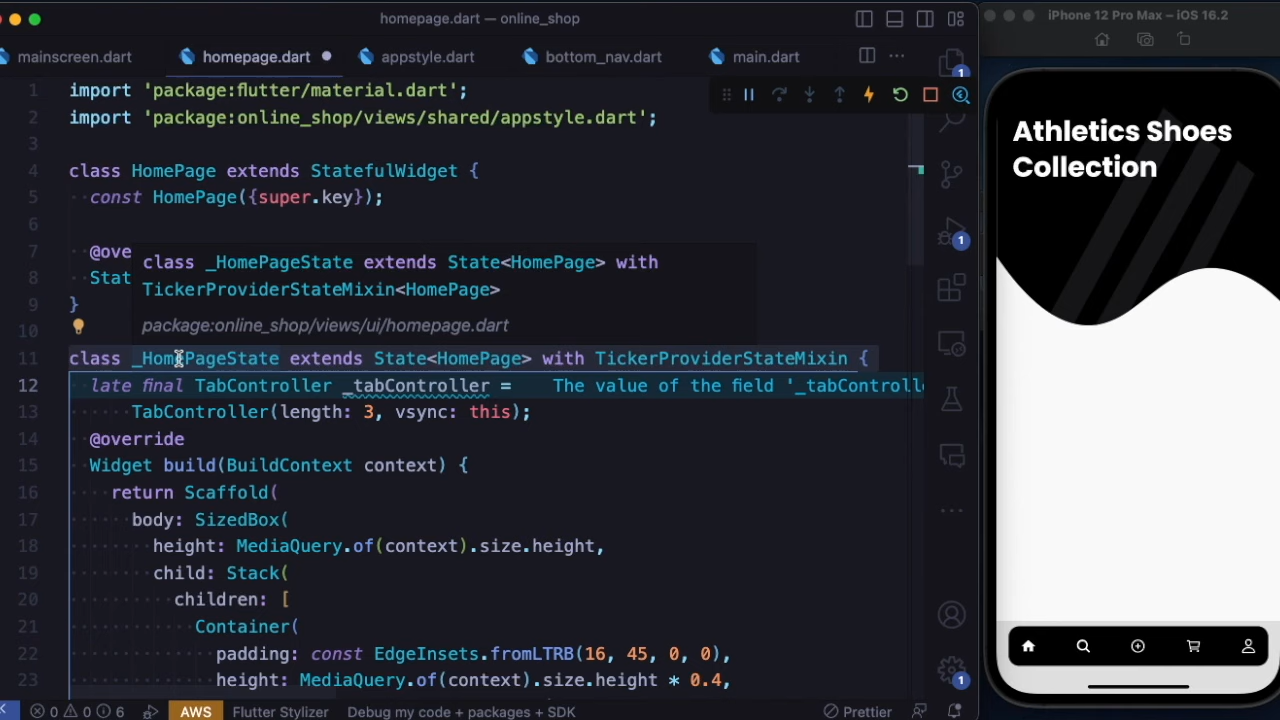 homepage.dart — online_shop
mainscreen.dart
homepage.dart
appstyle.dart
bottom_nav.dart
main.dart
1 import 'package:flutter/material.dart';
2 import 'package:online_shop/views/shared/appstyle.dart';
3
4 class HomePage extends StatefulWidget {
5 const HomePage({super.key});
6
7 @ove
8 Stat
9 }
10
class _HomePageState extends State<HomePage> with
TickerProviderStateMixin<HomePage>
package:online_shop/views/ui/homepage.dart
11 class _HomePageState extends State<HomePage> with TickerProviderStateMixin {
12 late final TabController _tabController = The value of the field '_tabControlle
13 TabController(length: 3, vsync: this);
14 @override
15 Widget build(BuildContext context) {
16 return Scaffold(
17 body: SizedBox(
18 height: MediaQuery.of(context).size.height,
19 child: Stack(
20 children: [
21 Container(
22 padding: const EdgeInsets.fromLTRB(16, 45, 0, 0),
23 height: MediaQuery.of(context).size.height * 0.4,
0 0 6 AWS Flutter Stylizer Debug my code + packages + SDK Prettier
1
1
1
iPhone 12 Pro Max – iOS 16.2
Athletics Shoes
Collection